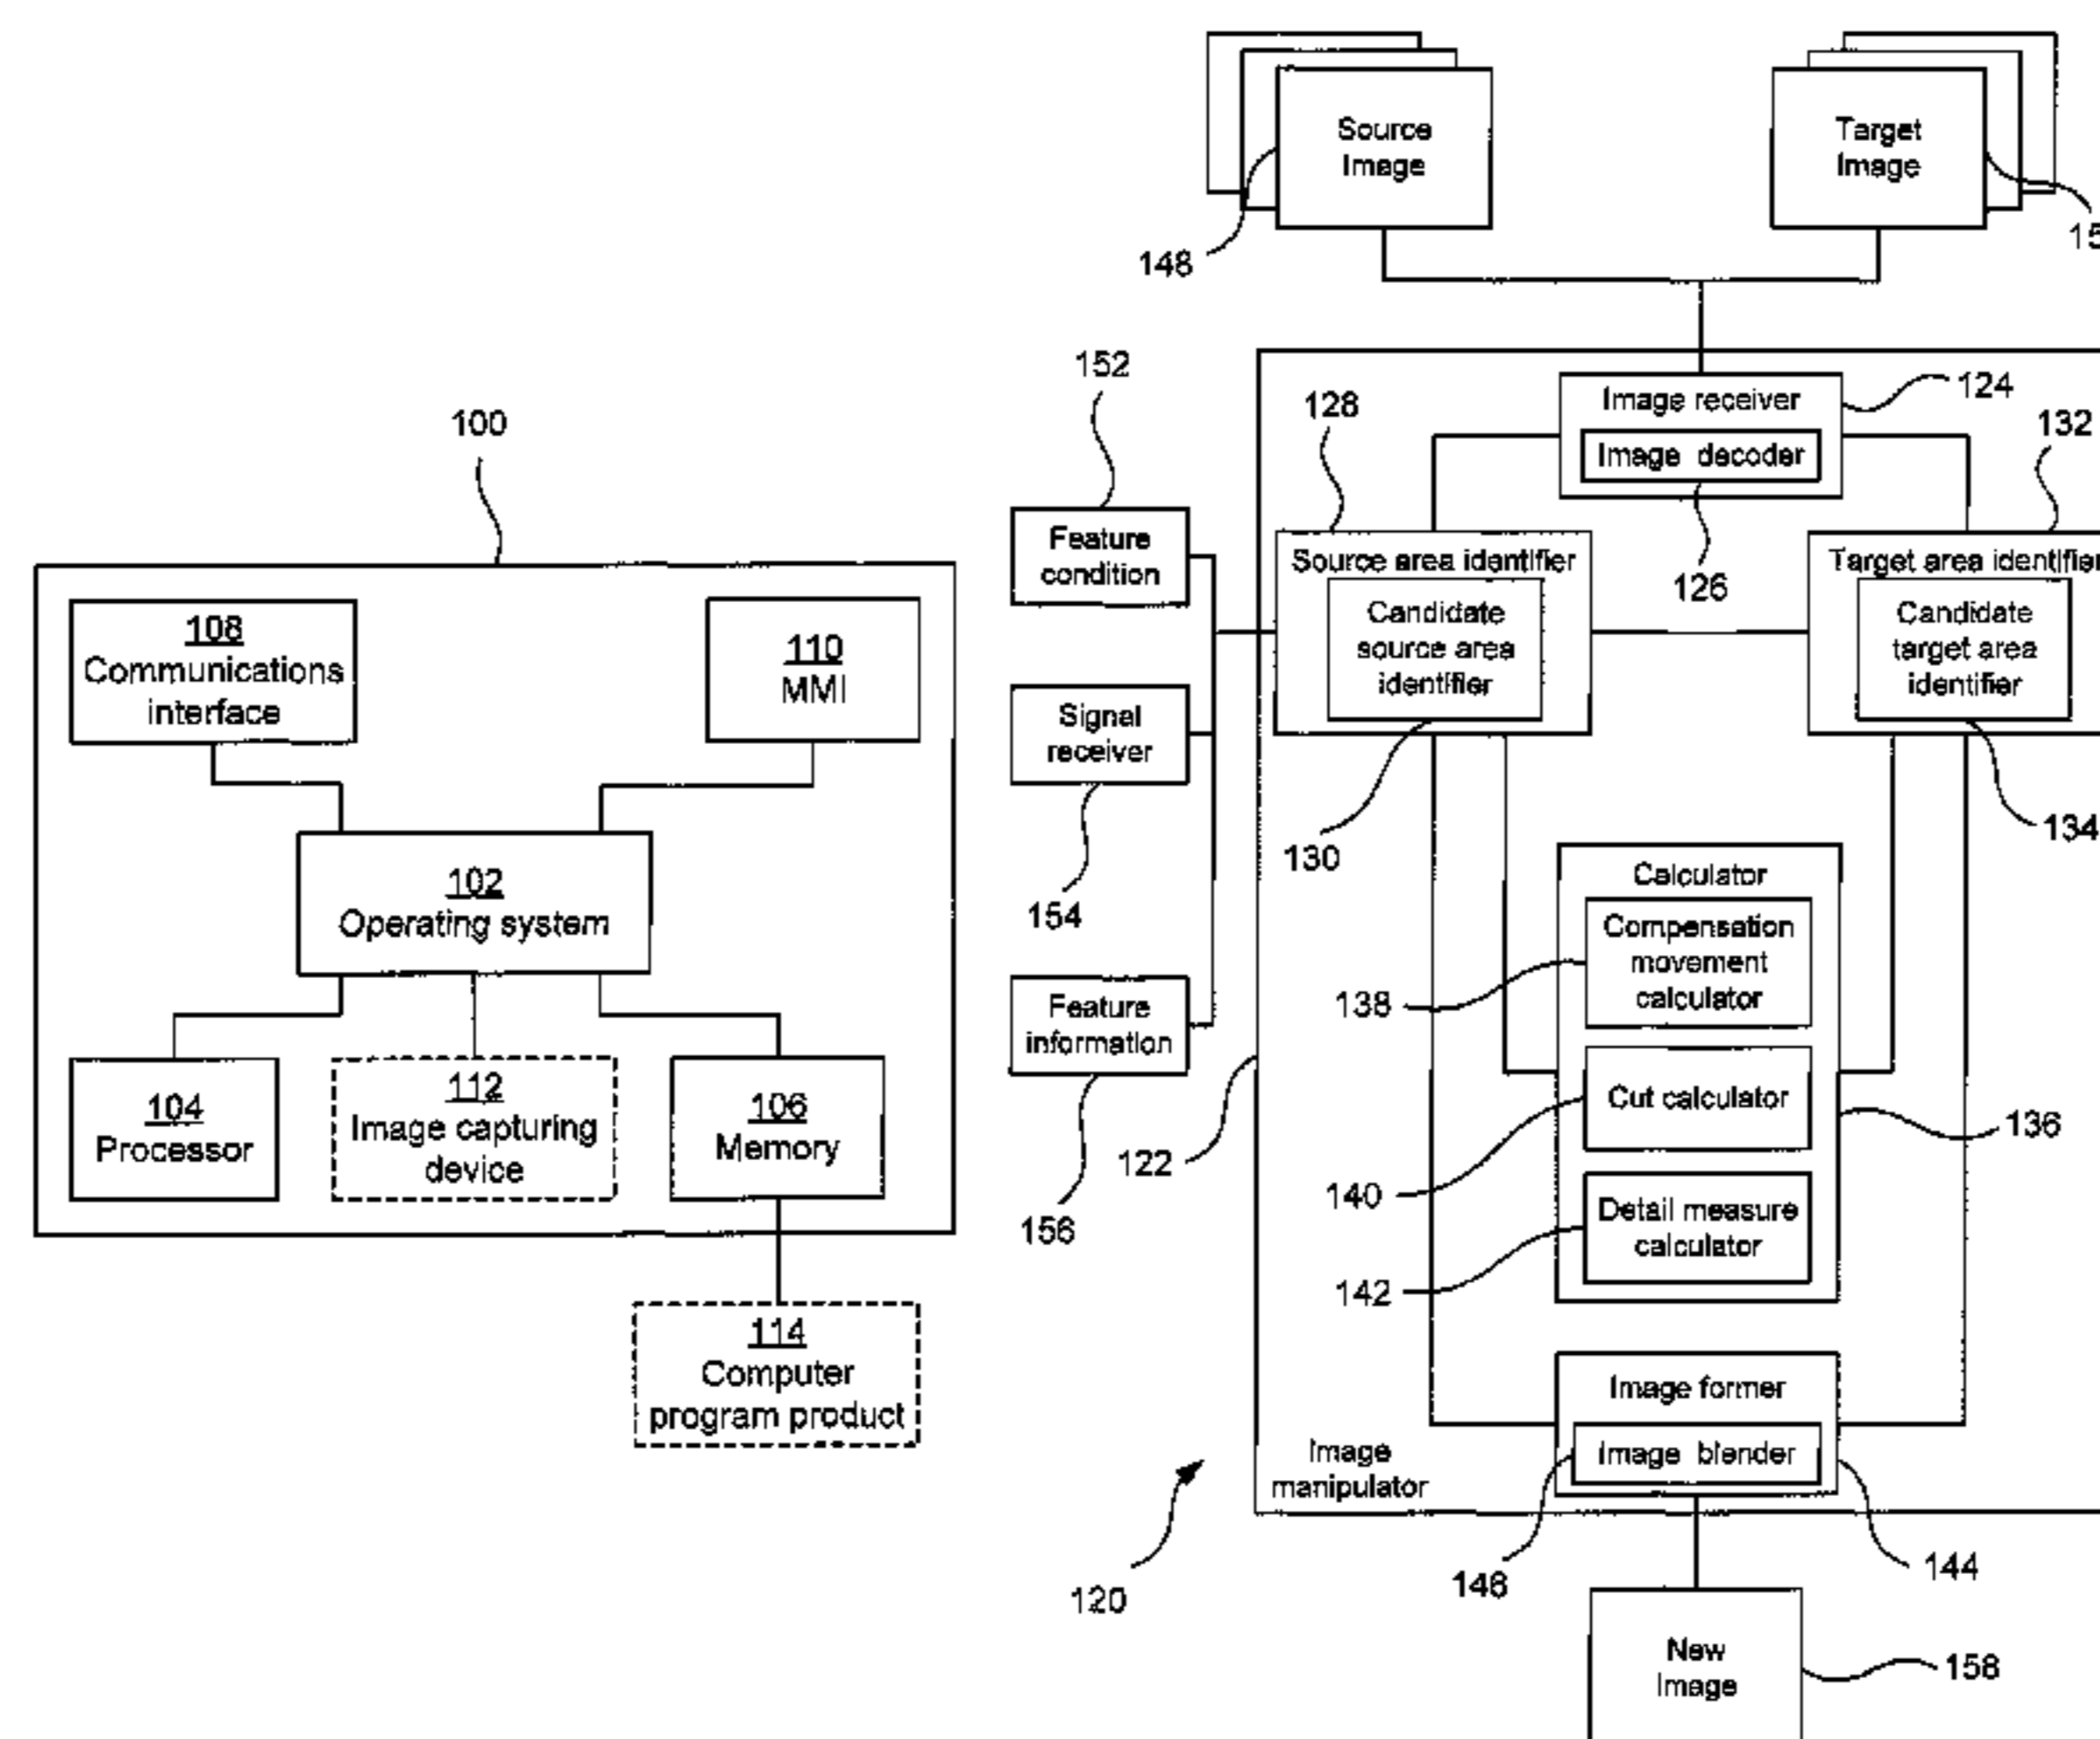 100
108
Communications
interface
110
MMI
102
Operating system
104
Processor
112
Image capturing
device
106
Memory
114
Computer
program product
Source
Image
148
Target
Image
152
Feature
condition
Signal
receiver
154
Feature
information
156
Image receiver
124
Image decoder
126
128
Source area identifier
Candidate
source area
identifier
130
132
Target area identifier
Candidate
target area
identifier
134
Calculator
Compensation
movement
calculator
138
Cut calculator
140
136
Detail measure
calculator
142
122
Image former
Image blender
146
144
Image
manipulator
120
New
Image
158